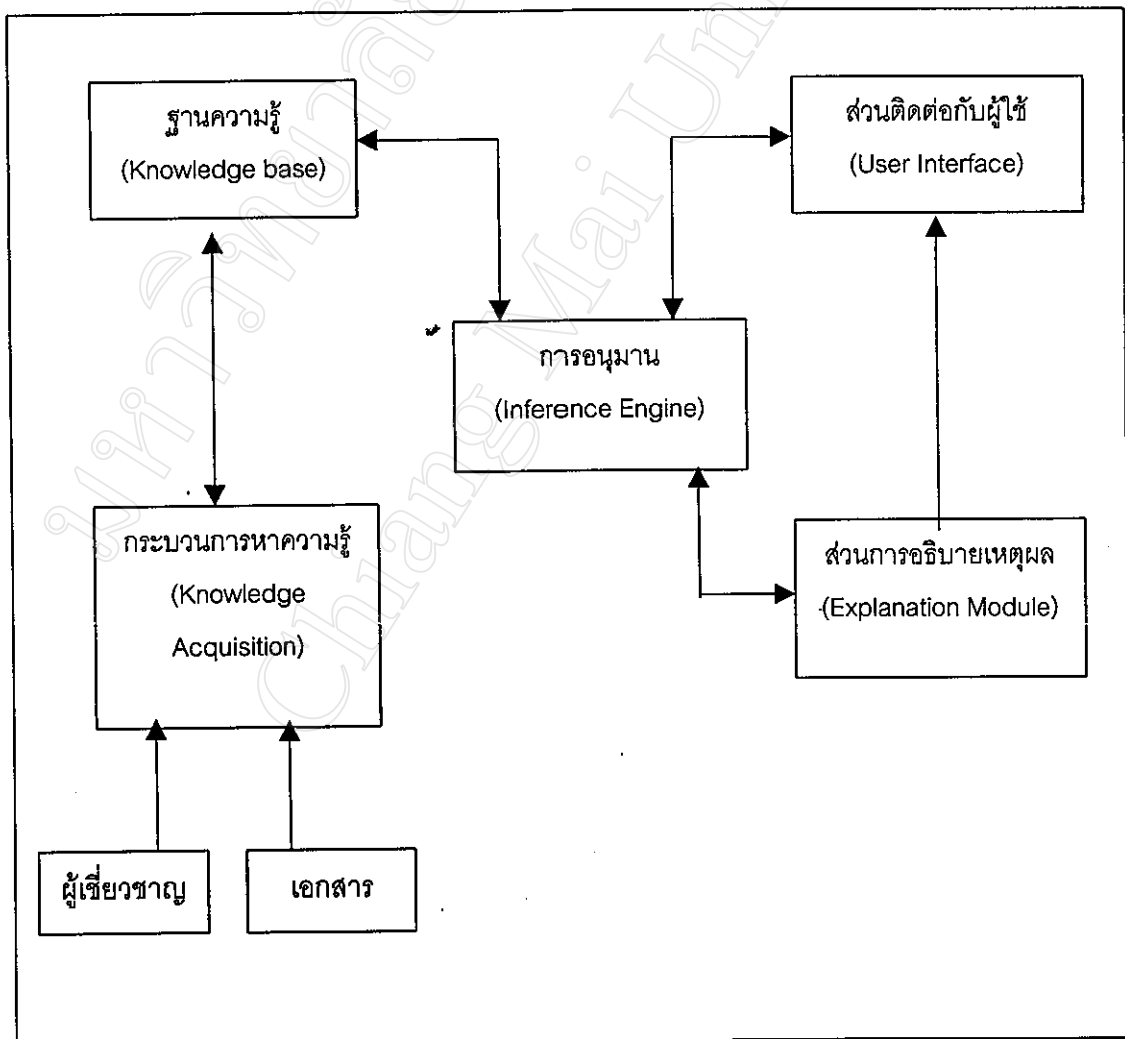 ฐานความรู้
(Knowledge base)
ส่วนติดต่อกับผู้ใช้
(User Interface)
การอนุมาน
(Inference Engine)
กระบวนการหาความรู้
(Knowledge
Acquisition)
ส่วนการอธิบายเหตุผล
(Explanation Module)
ผู้เชี่ยวชาญ
เอกสาร
Chiang Mai Uni